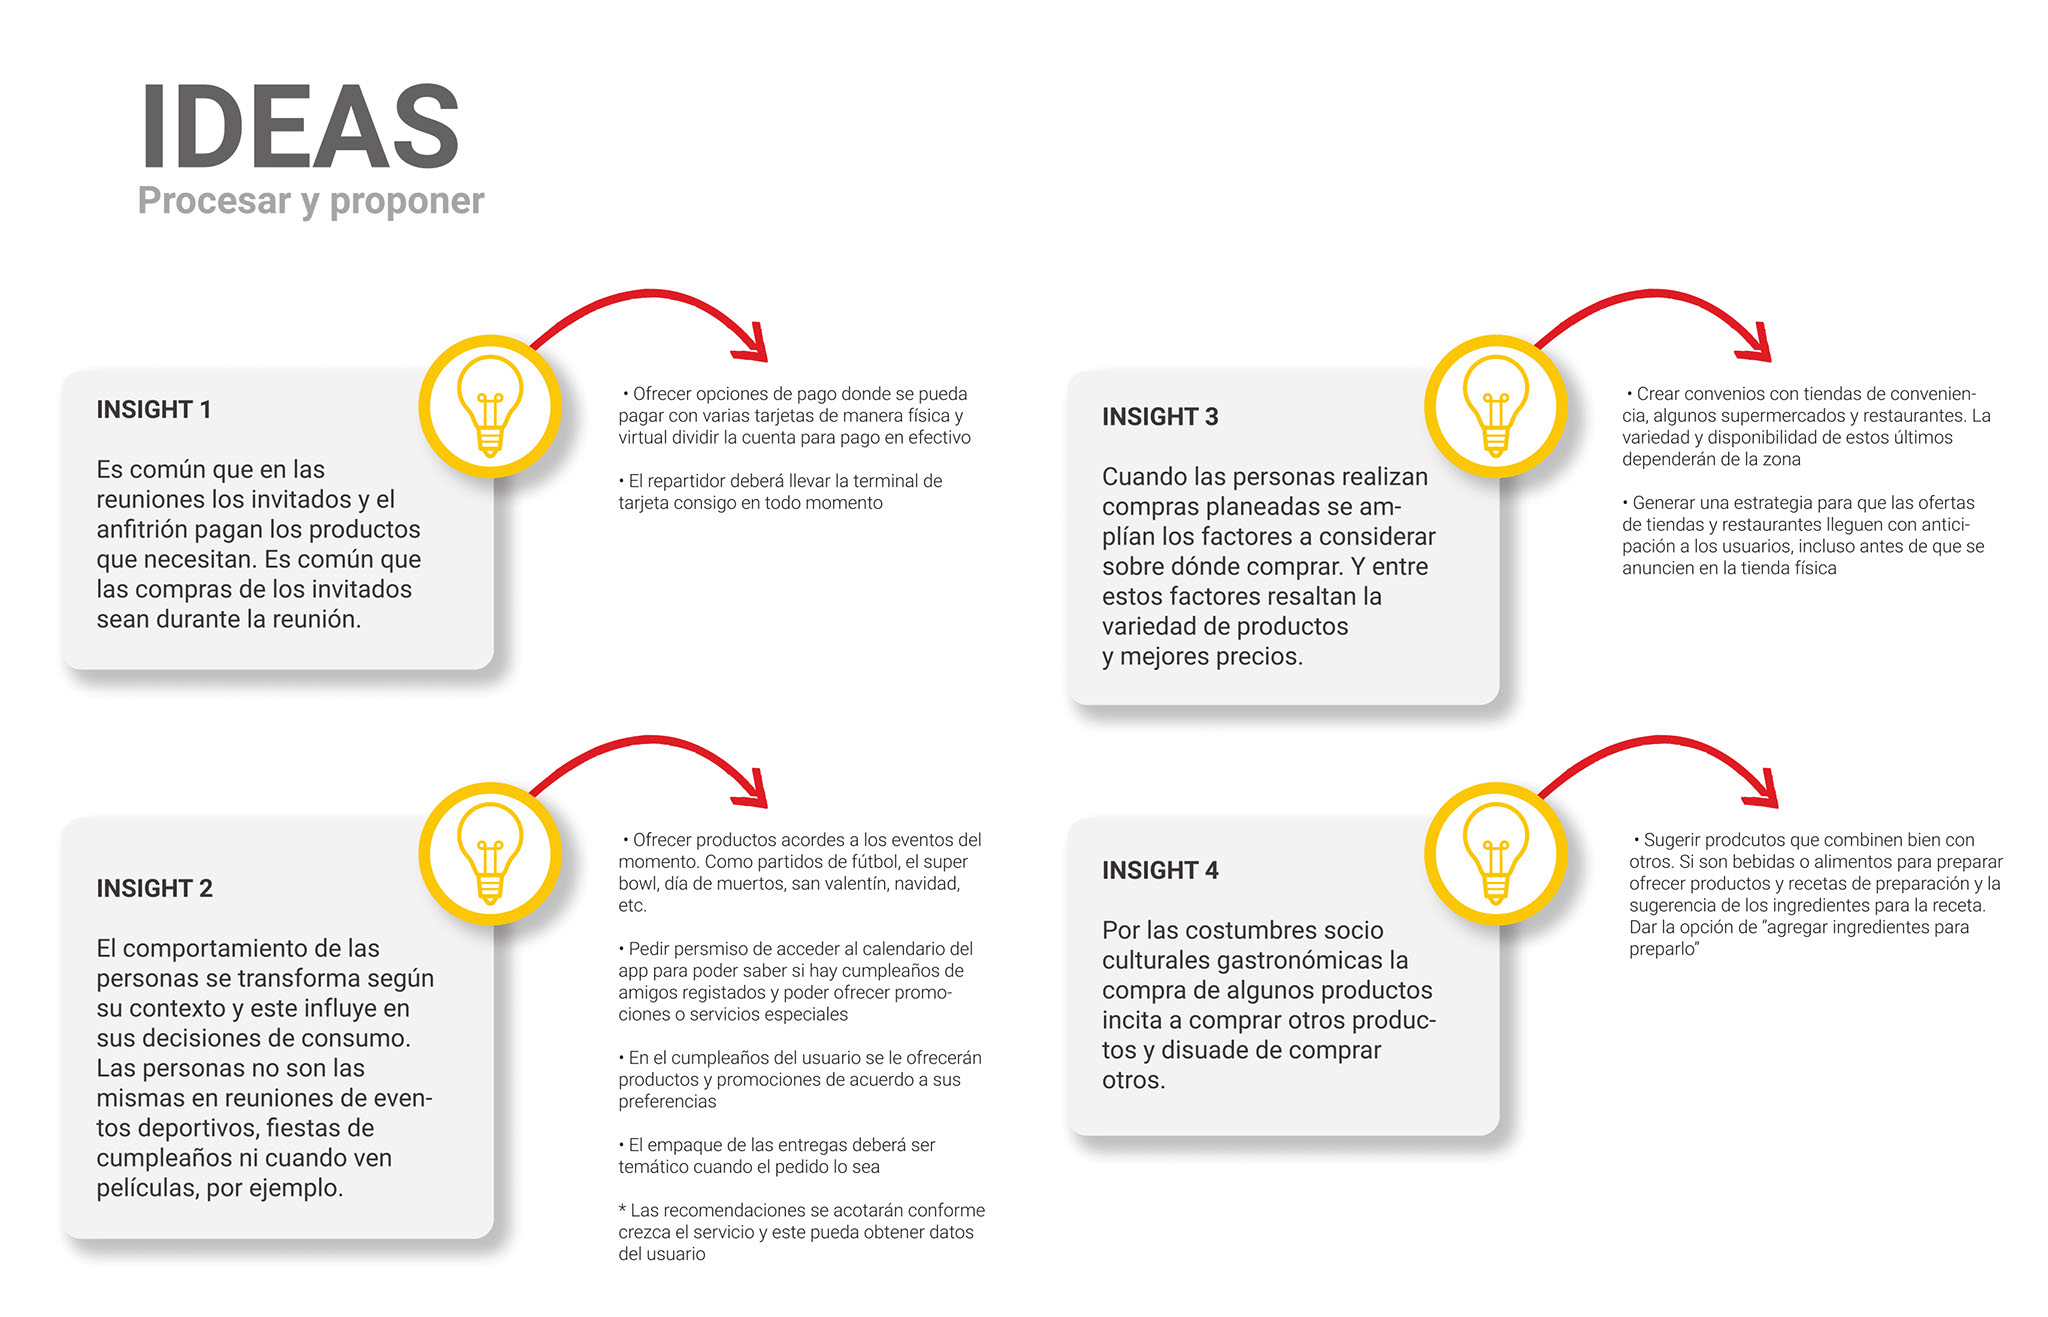 IDEAS
Procesar y proponer
INSIGHT 1
Es común que en las
reuniones los invitados y el
anfitrión pagan los productos
que necesitan. Es común que
las compras de los invitados
sean durante la reunión.
• Ofrecer opciones de pago donde se pueda
pagar con varias tarjetas de manera física y
virtual dividir la cuenta para pago en efectivo
• El repartidor deberá llevar la terminal de
tarjeta consigo en todo momento
INSIGHT 2
El comportamiento de las
personas se transforma según
su contexto y este influye en
sus decisiones de consumo.
Las personas no son las
mismas en reuniones de even-
tos deportivos, fiestas de
cumpleaños ni cuando ven
películas, por ejemplo.
• Ofrecer productos acordes a los eventos del
momento. Como partidos de fútbol, el super
bowl, día de muertos, san valentín, navidad,
etc.
• Pedir persmiso de acceder al calendario del
app para poder saber si hay cumpleaños de
amigos registados y poder ofrecer promo-
ciones o servicios especiales
• En el cumpleaños del usuario se le ofrecerán
productos y promociones de acuerdo a sus
preferencias
• El empaque de las entregas deberá ser
temático cuando el pedido lo sea
* Las recomendaciones se acotarán conforme
crezca el servicio y este pueda obtener datos
del usuario
INSIGHT 3
Cuando las personas realizan
compras planeadas se am-
plían los factores a considerar
sobre dónde comprar. Y entre
estos factores resaltan la
variedad de productos
y mejores precios.
• Crear convenios con tiendas de convenien-
cia, algunos supermercados y restaurantes. La
variedad y disponibilidad de estos últimos
dependerán de la zona
• Generar una estrategia para que las ofertas
de tiendas y restaurantes lleguen con antici-
pación a los usuarios, incluso antes de que se
anuncien en la tienda física
INSIGHT 4
Por las costumbres socio
culturales gastronómicas la
compra de algunos productos
incita a comprar otros produc-
tos y disuade de comprar
otros.
• Sugerir prodcutos que combinen bien con
otros. Si son bebidas o alimentos para preparar
ofrecer productos y recetas de preparación y la
sugerencia de los ingredientes para la receta.
Dar la opción de “agregar ingredientes para
preparlo”